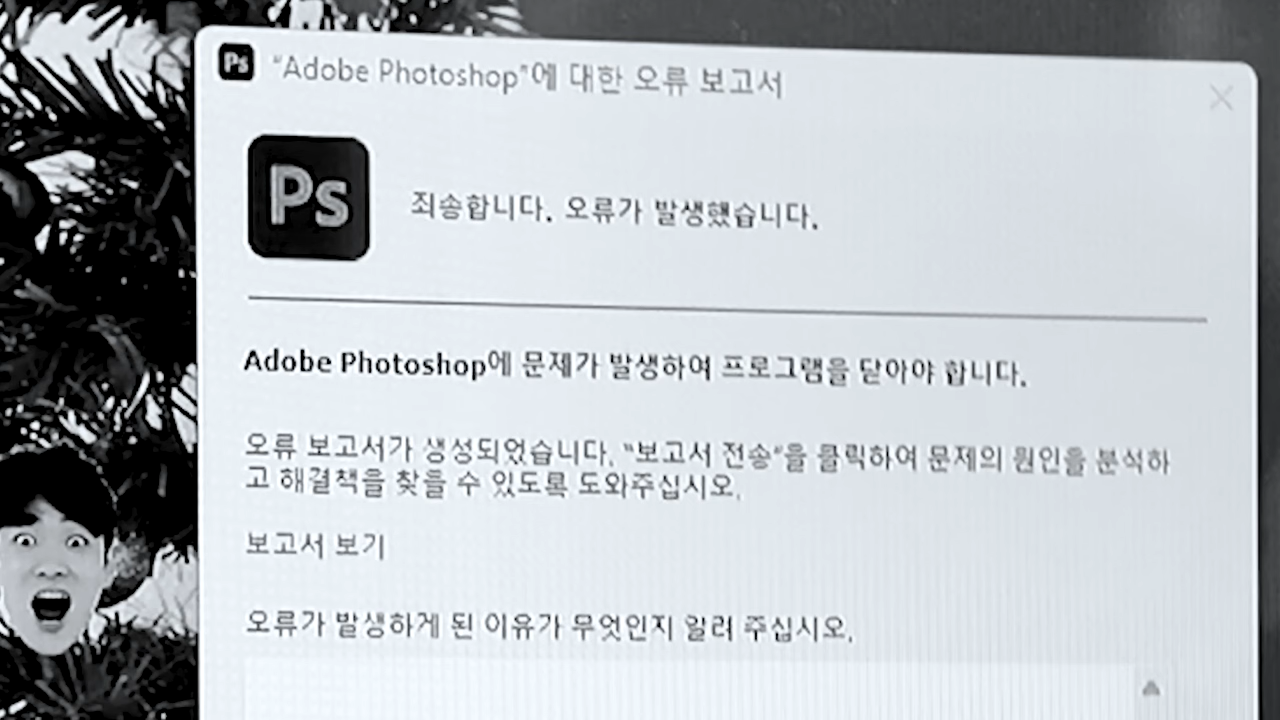 Ps "Adobe Photoshop"에 대한 오류 보고서
Ps
죄송합니다. 오류가 발생했습니다.
Adobe Photoshop에 문제가 발생하여 프로그램을 닫아야 합니다.
오류 보고서가 생성되었습니다. "보고서 전송"을 클릭하여 문제의 원인을 분석하
고 해결책을 찾을 수 있도록 도와주십시오.
보고서 보기
오류가 발생하게 된 이유가 무엇인지 알려 주십시오.